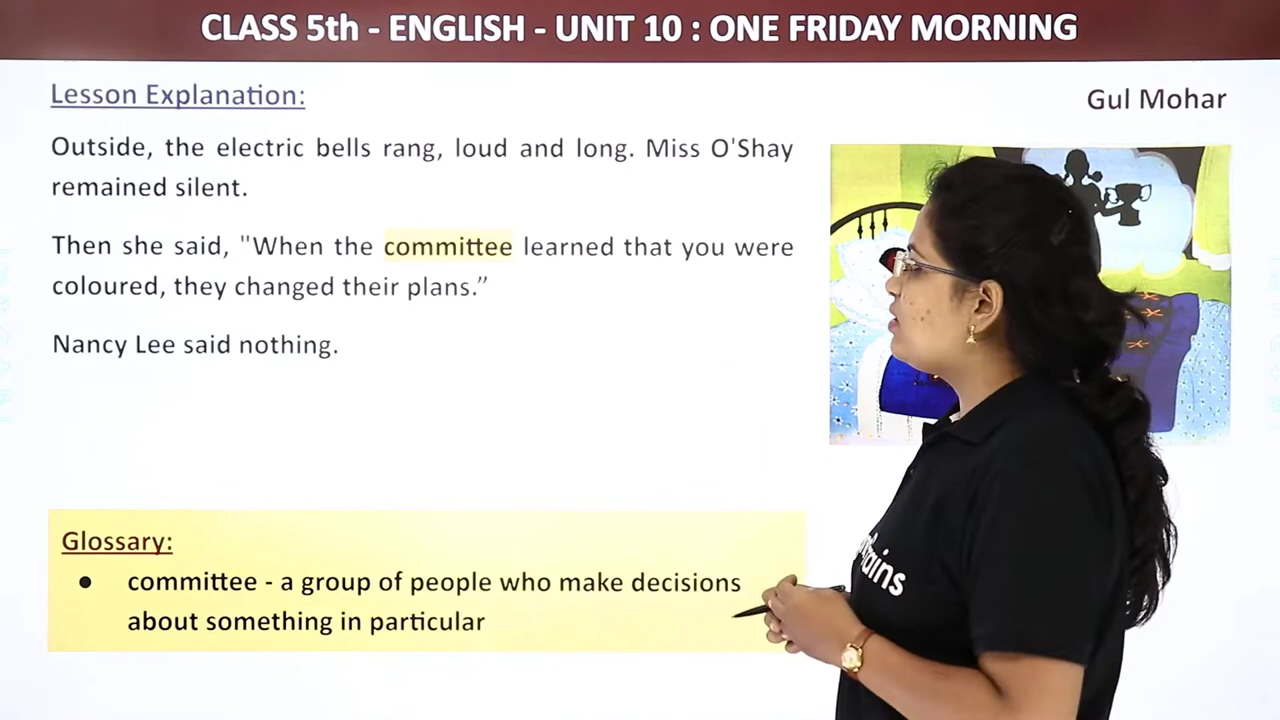 CLASS 5th - ENGLISH - UNIT 10 : ONE FRIDAY MORNING
Lesson Explanation:
Gul Mohar
Outside, the electric bells rang, loud and long. Miss O'Shay
remained silent.
Then she said, "When the committee learned that you were
coloured, they changed their plans.”
Nancy Lee said nothing.
Glossary:
● committee - a group of people who make decisions
about something in particular